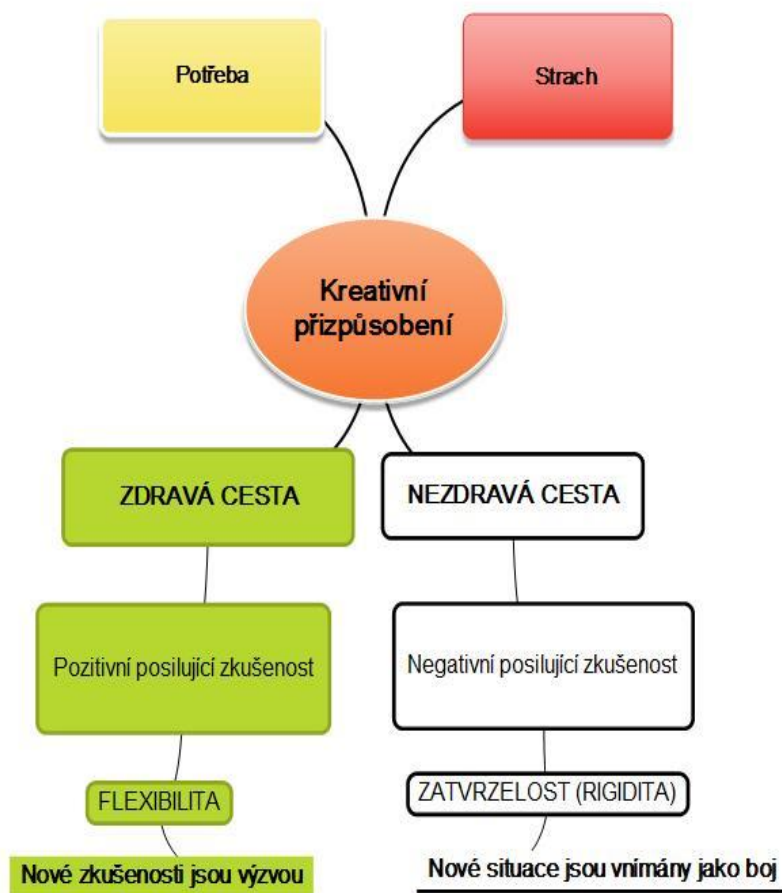 Potřeba
Strach
Kreativní
přizpůsobení
ZDRAVÁ CESTA
NEZDRAVÁ CESTA
Pozitivní posilující zkušenost
Negativní posilující zkušenost
FLEXIBILITA
ZATVRZELOST (RIGIDITA)
Nové zkušenosti jsou výzvou
Nové situace jsou vnímány jako boj